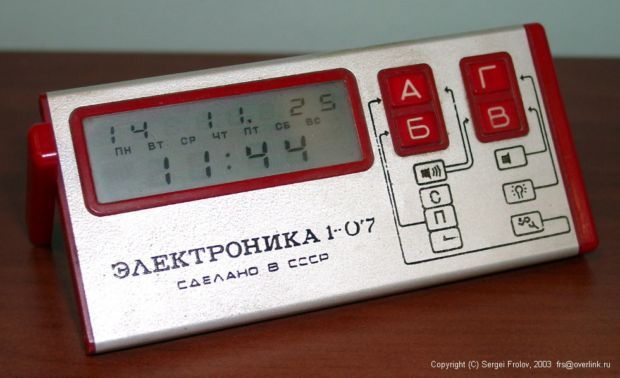 14 11. 25
ПН ВТ СР ЧТ ПТ СБ ВС
11:44
А
Б
Г
В
С
П
ЭЛЕКТРОНИКА 1-07
СДЕЛАНО В СССР
Copyright (C) Sergei Frolov, 2003 frs@overlink.ru